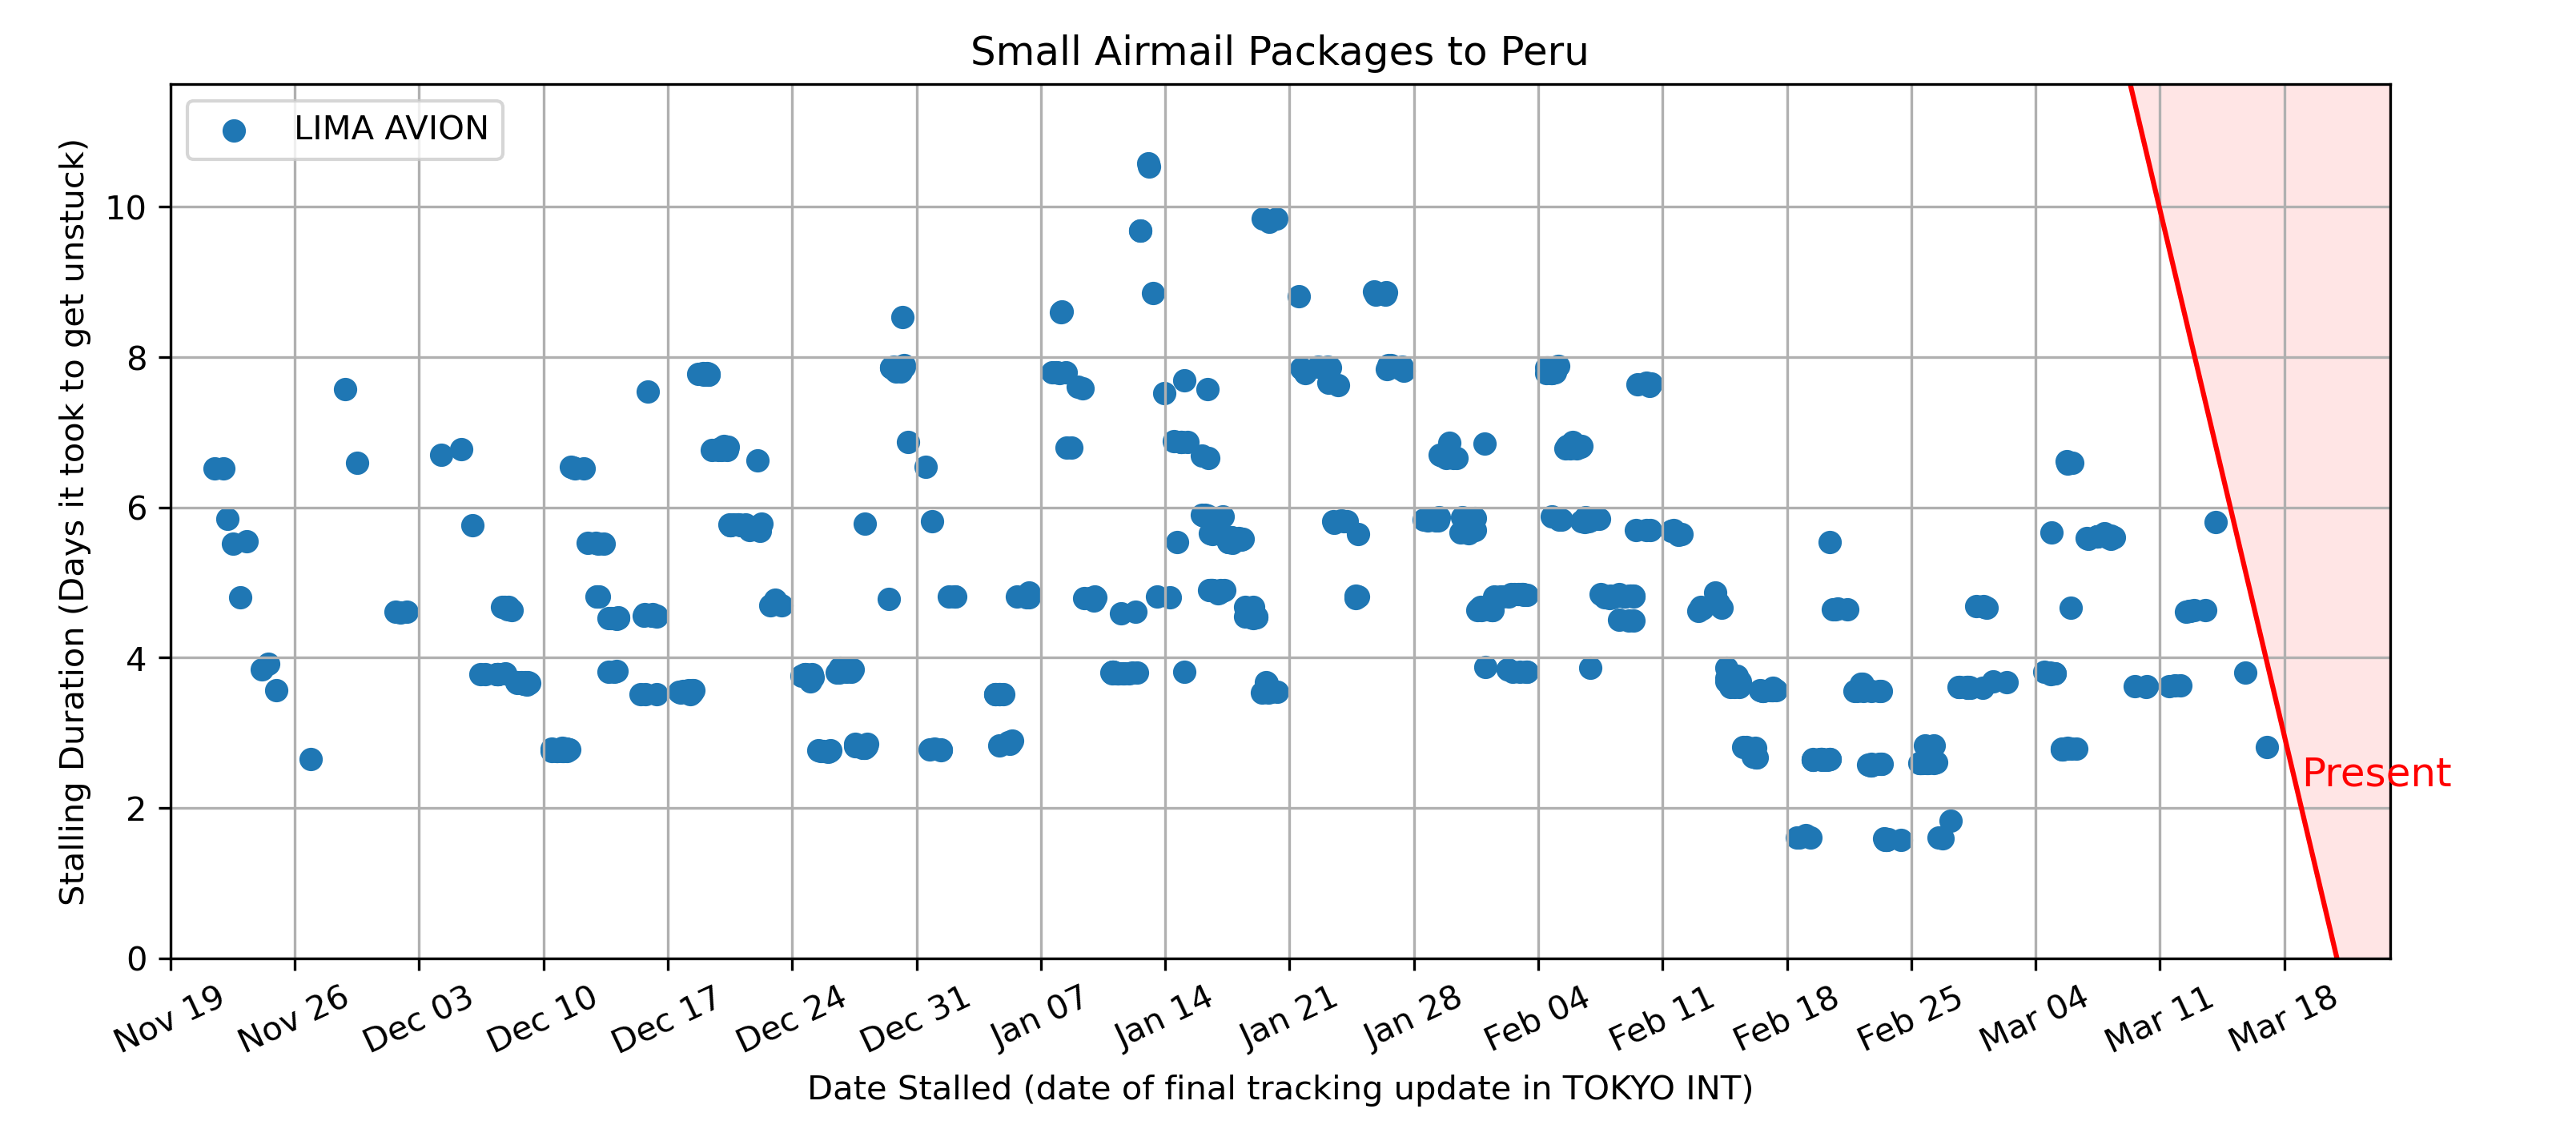 Small Airmail Packages to Peru
LIMA AVION
Stalling Duration (Days it took to get unstuck)
10
8
6
4
2
0
Present
Nov 19
Nov 26
Dec 03
Dec 10
Dec 17
Dec 24
Dec 31
Jan 07
Jan 14
Jan 21
Jan 28
Feb 04
Feb 11
Feb 18
Feb 25
Mar 04
Mar 11
Mar 18
Date Stalled (date of final tracking update in TOKYO INT)